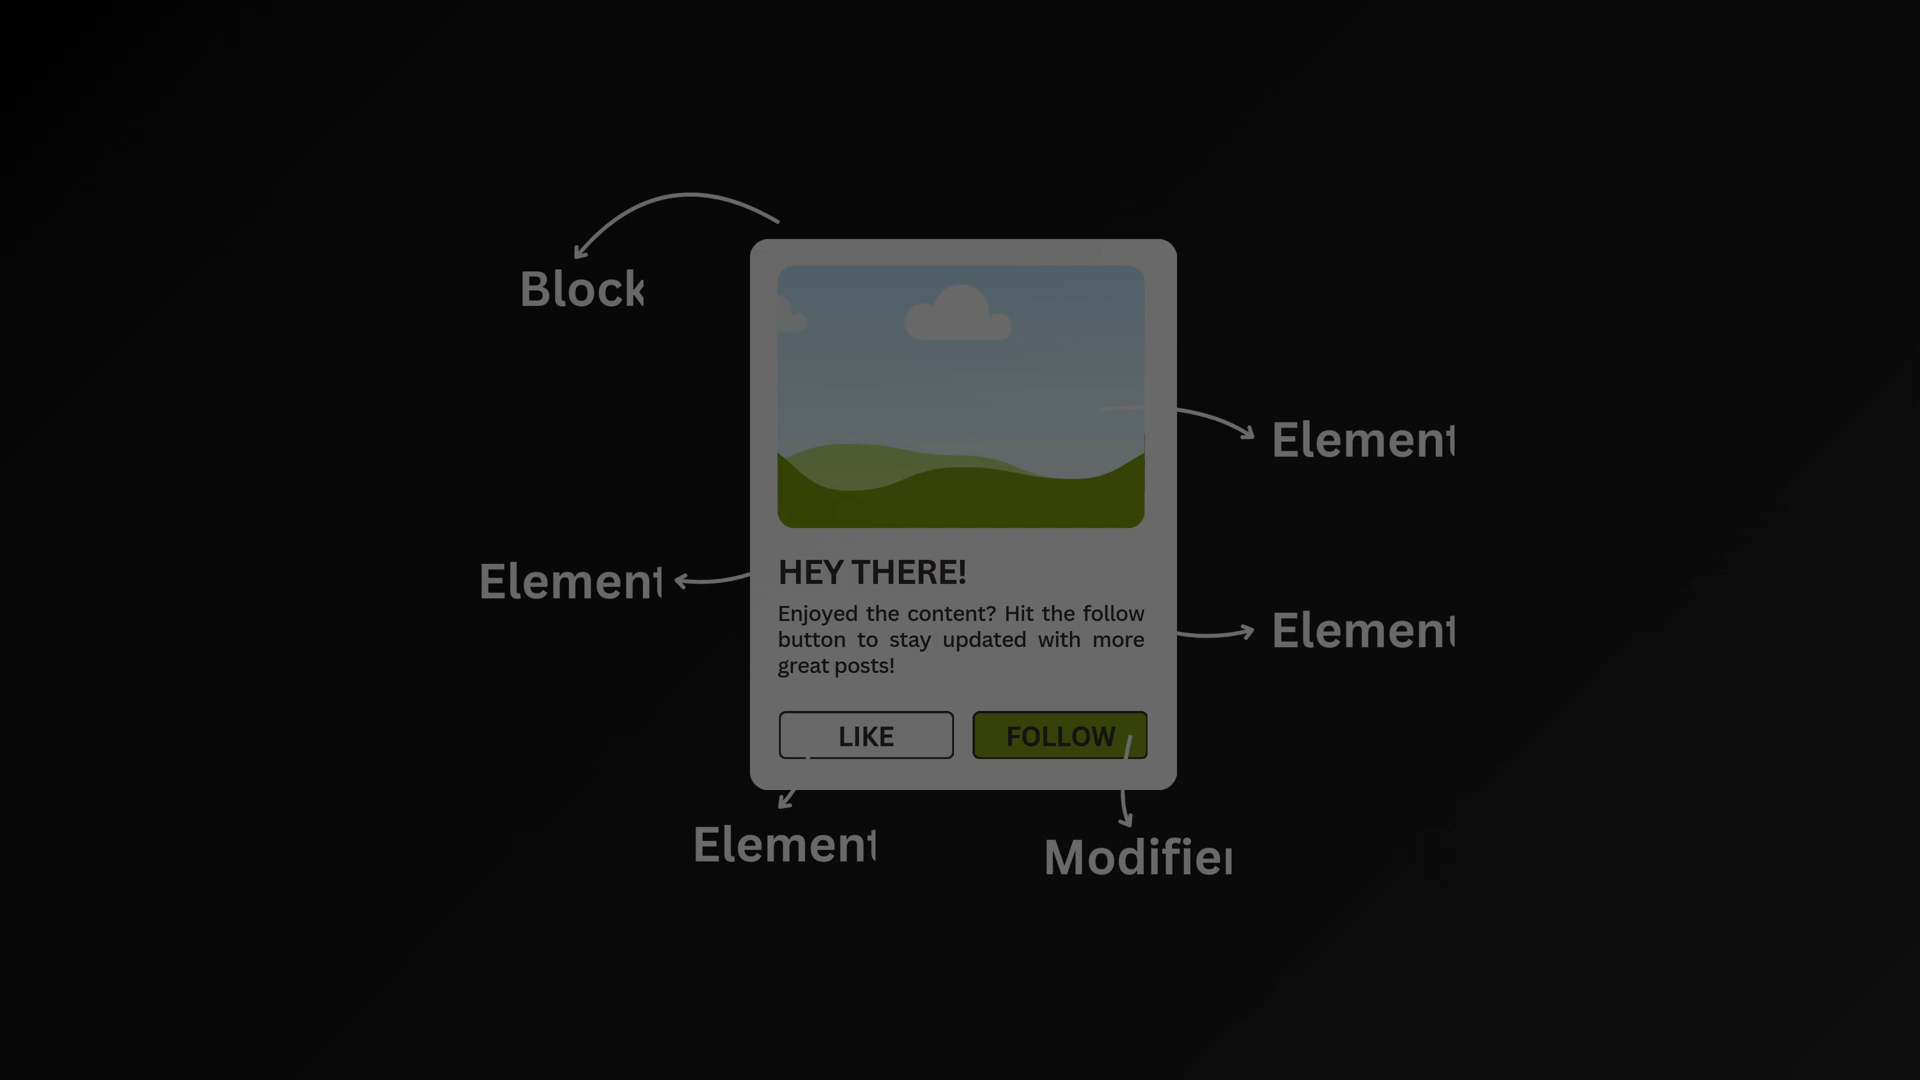 Block
Element
Element
HEY THERE!
Enjoyed the content? Hit the follow
button to stay updated with more
great posts!
Element
LIKE
FOLLOW
Element
Modifier